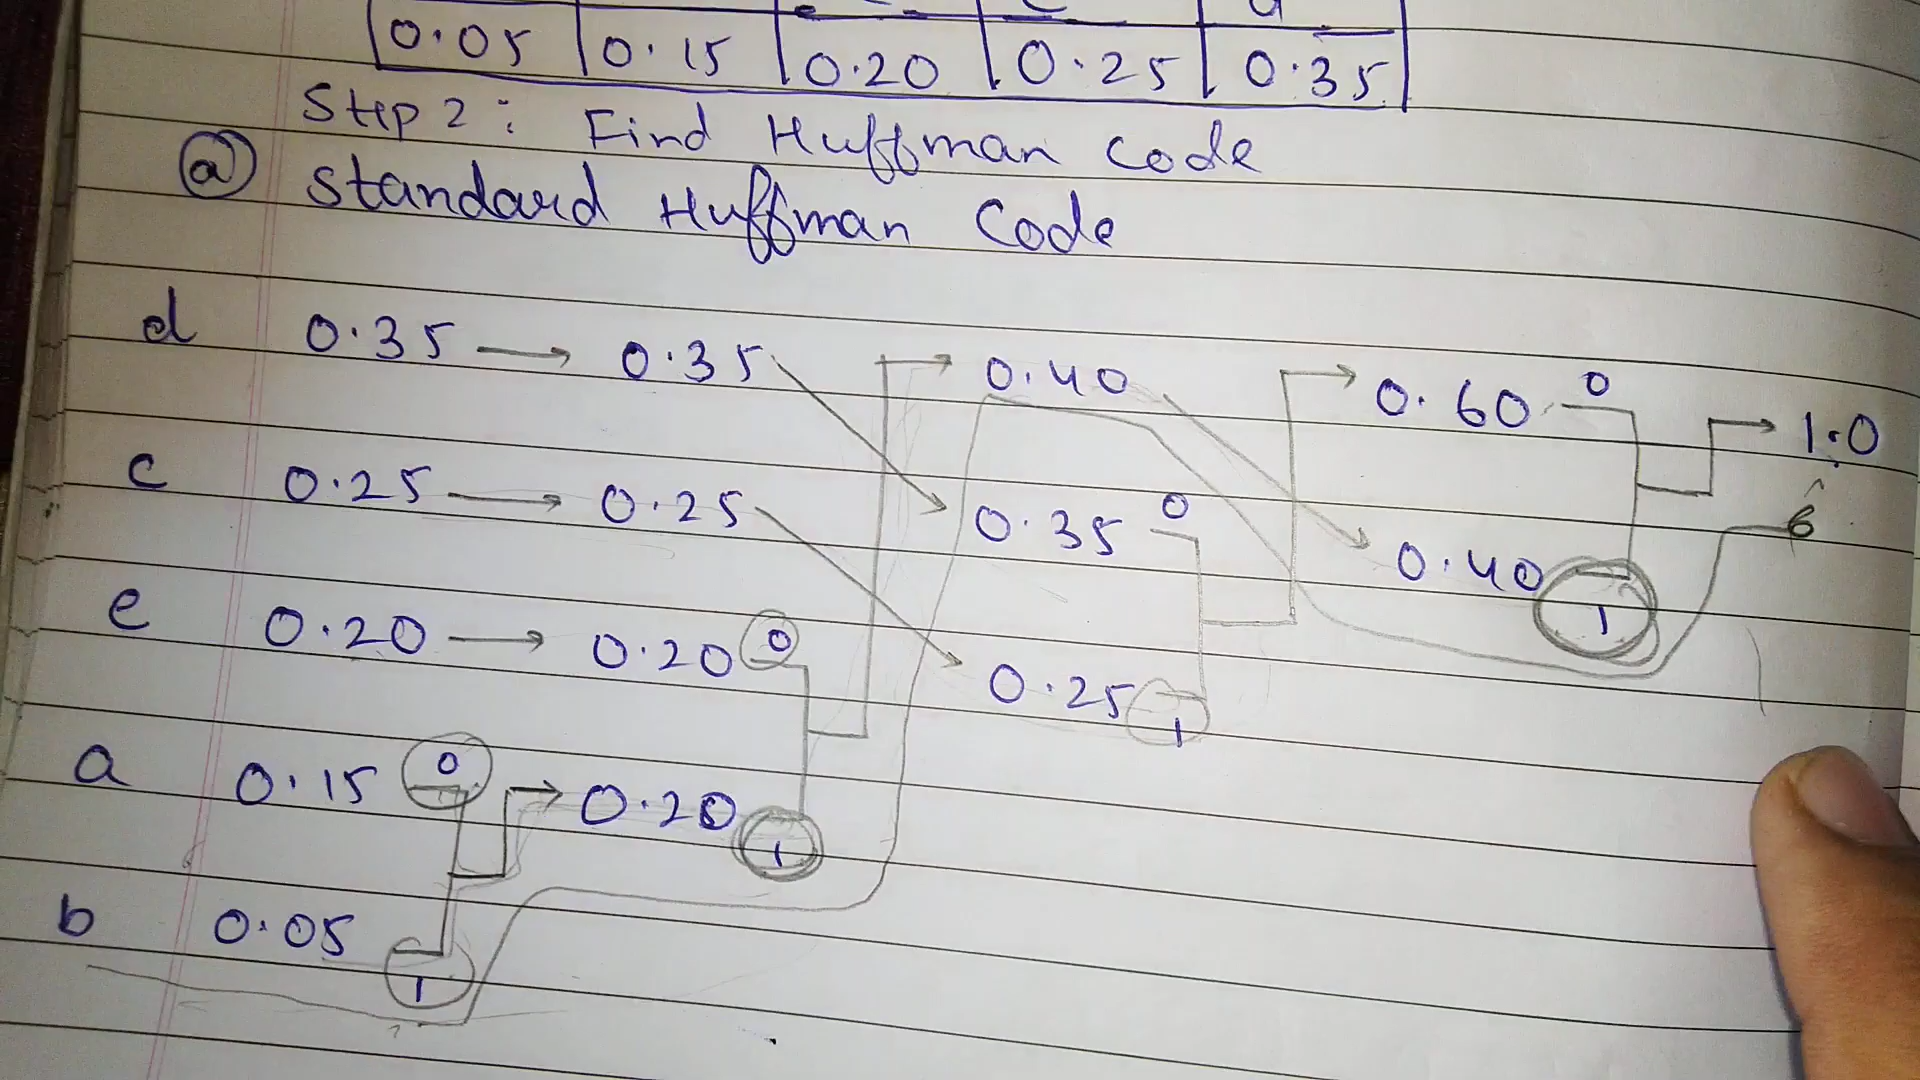 0.05 0.15 0.20 0.25 0.35
Step 2: Find Huffman Code
(a) Standard Huffman Code
d 0.35 → 0.35 0.40 0.60 0 1.0
c 0.25 → 0.25 0.35 0 0.40 1
e 0.20 → 0.20 0 0.25 1
a 0.15 0 → 0.20 1
b 0.05 1